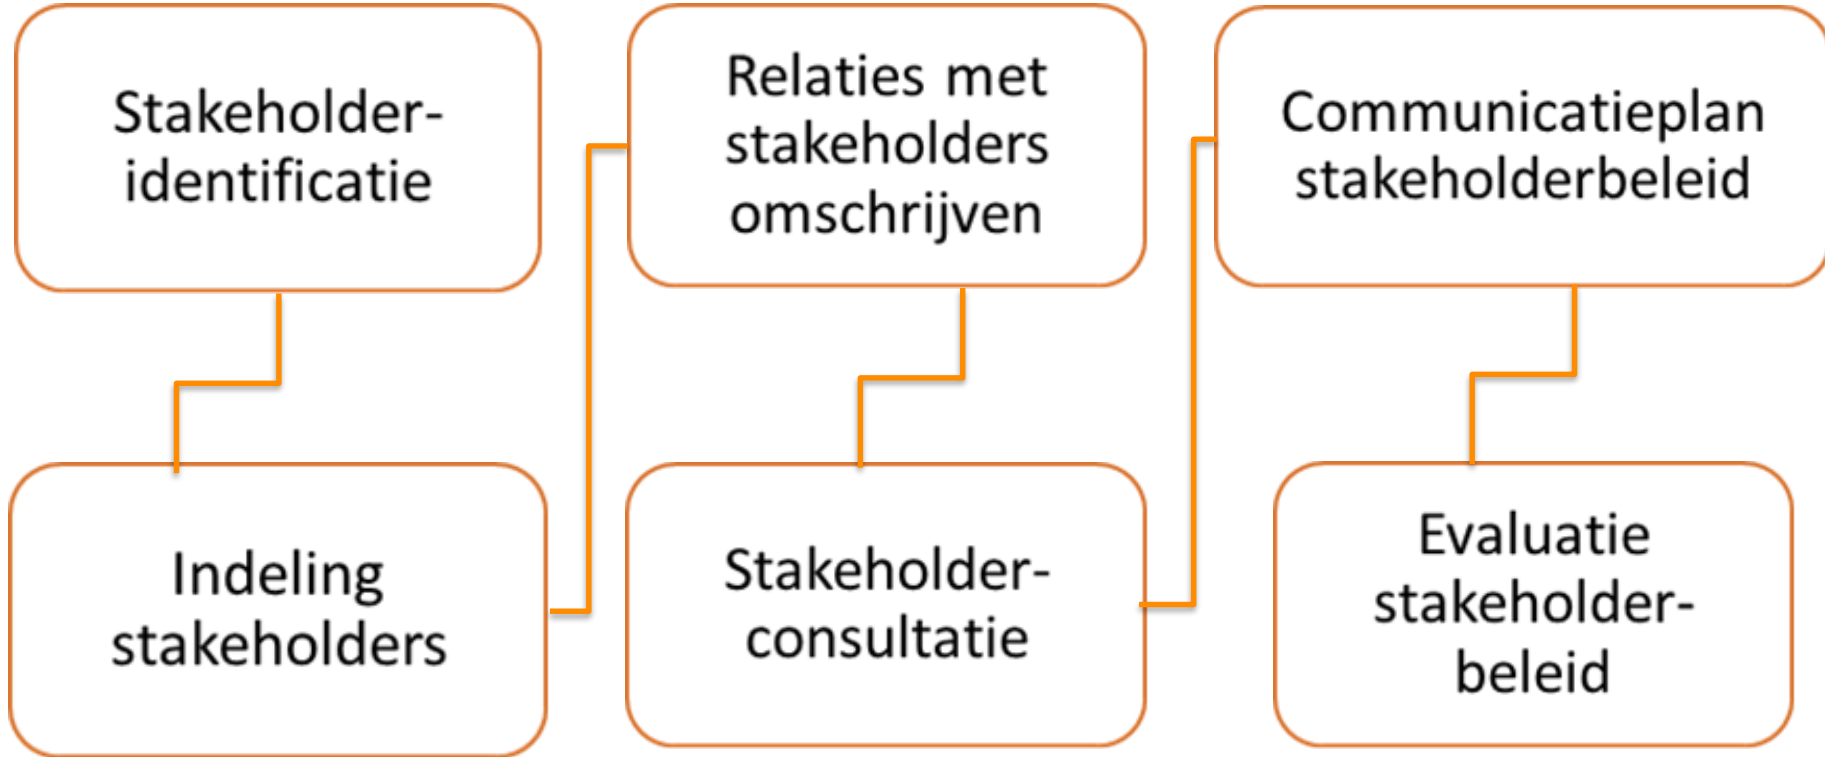 Stakeholder-
identificatie
Indeling
stakeholders
Relaties met
stakeholders
omschrijven
Stakeholder-
consultatie
Communicatieplan
stakeholderbeleid
Evaluatie
stakeholder-
beleid